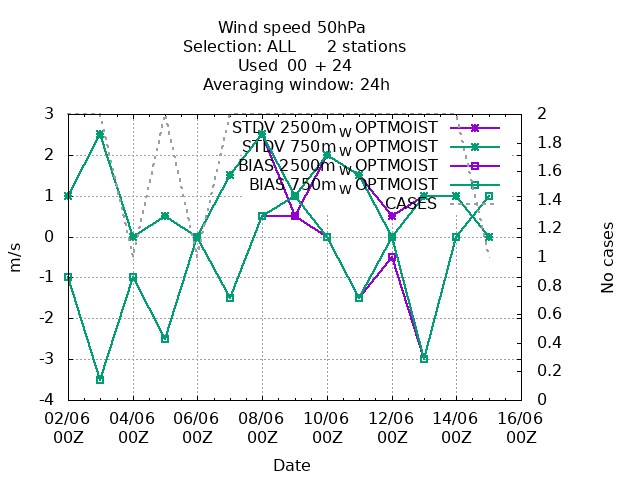 Wind speed 50hPa
Selection: ALL 2 stations
Used 00 + 24
Averaging window: 24h
STDV 2500m W OPTMOIST
STDV 750m W OPTMOIST
BIAS 2500m W OPTMOIST
BIAS 750m W OPTMOIST
CASES
3
2
1
0
-1
-2
-3
-4
m/s
2
1.8
1.6
1.4
1.2
1
0.8
0.6
0.4
0.2
0
No cases
02/06 04/06 06/06 08/06 10/06 12/06 14/06 16/06
00Z 00Z 00Z 00Z 00Z 00Z 00Z 00Z
Date